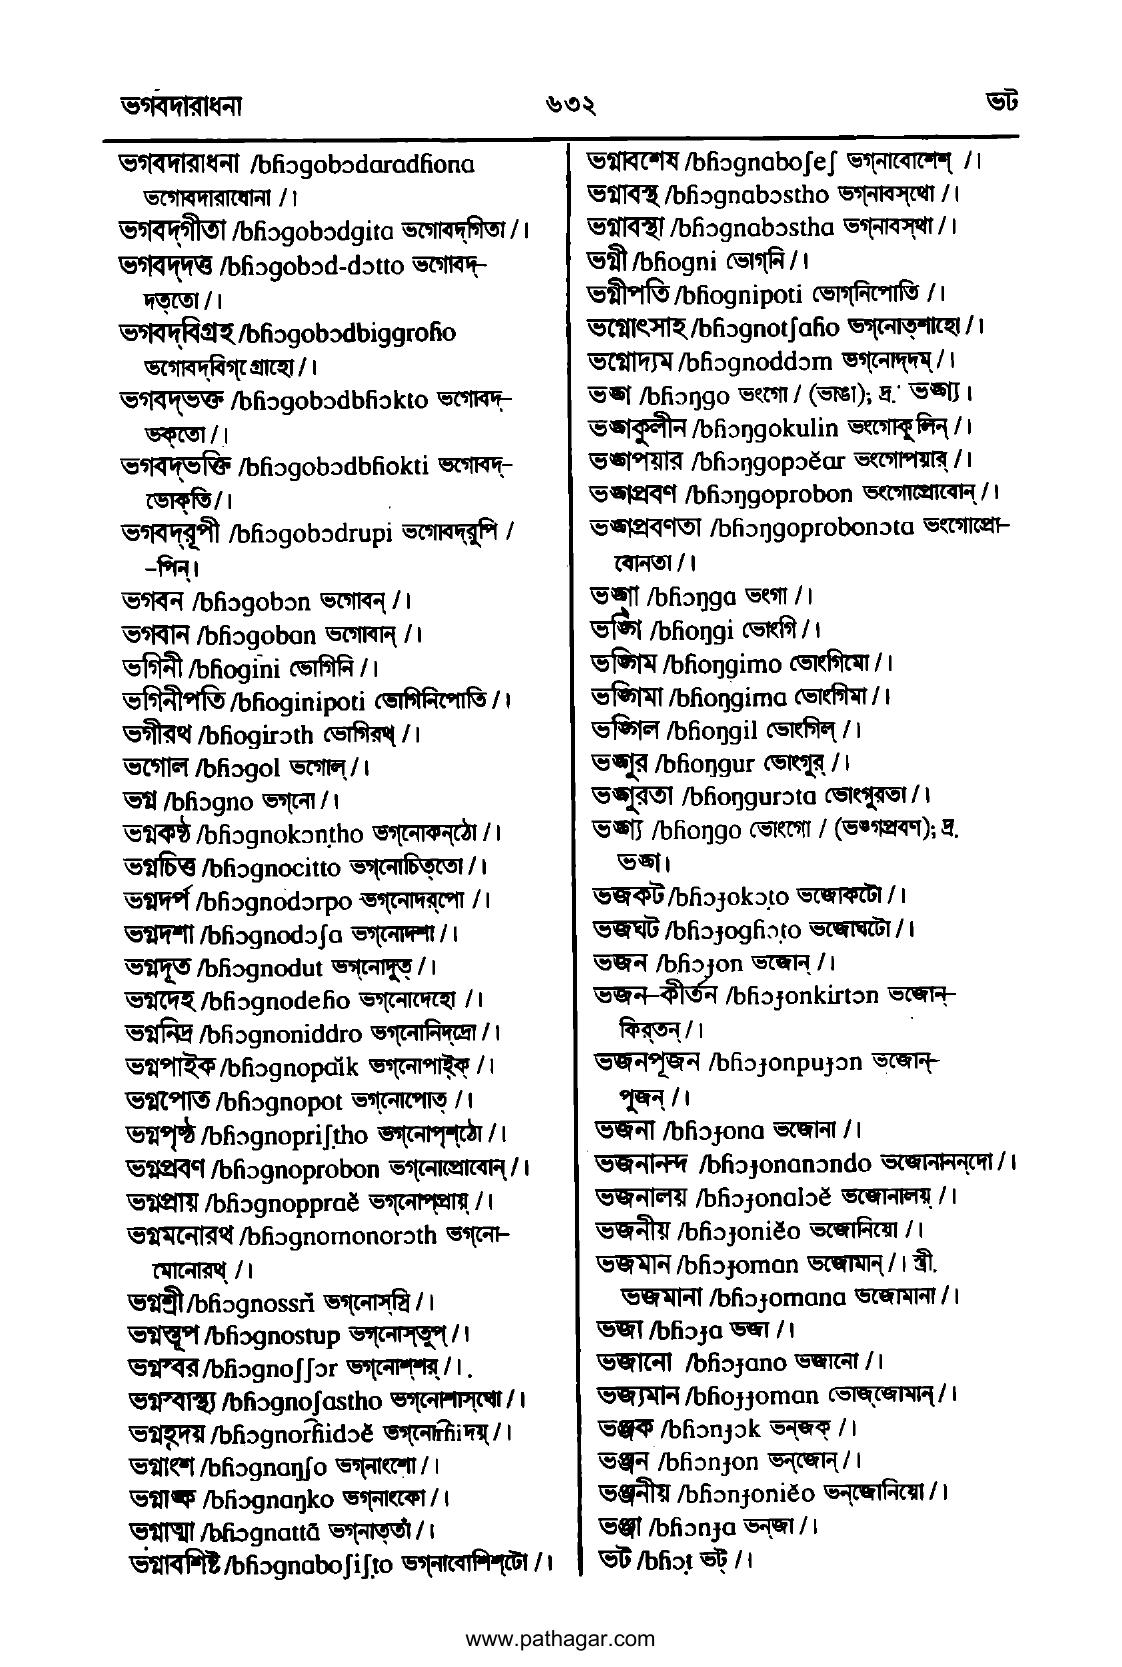 ভগবদারাধনা ৬৩২ ভট
ভগবদারাধনা /bɦɔgobɔdaradɦona
ভগোবদারাধোনা /।
ভগবদ্‌গীতা /bɦɔgobɔdgita ভগোবদ্‌গিতা /।
ভগবদ্‌দত্ত /bɦɔgobɔd-dɔtto ভগোবদ্‌–
দত্‌তো /।
ভগবদ্‌বিগ্রহ /bɦɔgobɔdbiggroɦo
ভগোবদ্‌বিগ্‌গ্রোহো /।
ভগবদ্‌ভক্ত /bɦɔgobɔdbɦɔkto ভগোবদ্‌–
ভক্‌তো /।
ভগবদ্‌ভক্তি /bɦɔgobɔdbɦokti ভগোবদ্‌–
ভোক্‌তি /।
ভগবদ্‌রূপী /bɦɔgobɔdrupi ভগোবদ্‌রুপি /
–পিন্‌।
ভগবন /bɦɔgobɔn ভগোবন্‌ /।
ভগবান /bɦɔgoban ভগোবান্‌ /।
ভগিনী /bɦogini ভোগিনি /।
ভগিনীপতি /bɦoginipoti ভোগিনিপোতি /।
ভগীরথ /bɦogirɔth ভোগিরথ্‌ /।
ভগোল /bɦɔgol ভগোল্‌ /।
ভগ্ন /bɦɔgno ভগ্‌নো /।
ভগ্নকণ্ঠ /bɦɔgnokɔnṭho ভগ্‌নোকন্‌ঠো /।
ভগ্নচিত্ত /bɦɔgnocitto ভগ্‌নোচিত্‌তো /।
ভগ্নদর্প /bɦɔgnodɔrpo ভগ্‌নোদর্‌পো /।
ভগ্নদশা /bɦɔgnodɔʃa ভগ্‌নোদশা /।
ভগ্নদূত /bɦɔgnodut ভগ্‌নোদুত্‌ /।
ভগ্নদেহ /bɦɔgnodeɦo ভগ্‌নোদেহো /।
ভগ্ননিদ্র /bɦɔgnoniddro ভগ্‌নোনিদ্‌দ্রো /।
ভগ্নপাইক /bɦɔgnopaĭk ভগ্‌নোপাই্‌ক্‌ /।
ভগ্নপোত /bɦɔgnopot ভগ্‌নোপোত্‌ /।
ভগ্নপৃষ্ঠ /bɦɔgnopriʃṭho ভগ্‌নোপৃশ্‌ঠো /।
ভগ্নপ্রবণ /bɦɔgnoprobon ভগ্‌নোপ্রোবোন্‌ /।
ভগ্নপ্রায় /bɦɔgnoppraĕ ভগ্‌নোপ্‌প্রায়্‌ /।
ভগ্নমনোরথ /bɦɔgnomonorɔth ভগ্‌নো–
মোনোরথ্‌ /।
ভগ্নশ্রী /bɦɔgnossri ভগ্‌নোস্‌স্রি /।
ভগ্নস্তূপ /bɦɔgnostup ভগ্‌নোস্‌তুপ্‌ /।
ভগ্নস্বর /bɦɔgnoʃʃɔr ভগ্‌নোশ্‌শর্‌ /।
ভগ্নস্বাস্থ্য /bɦɔgnoʃastho ভগ্‌নোশাস্‌থো /।
ভগ্নহৃদয় /bɦɔgnorɦidɔĕ ভগ্‌নোrɦiদয়্‌ /।
ভগ্নাংশ /bɦɔgnaŋʃo ভগ্‌নাংশো /।
ভগ্নাঙ্ক /bɦɔgnaŋko ভগ্‌নাংকো /।
ভগ্নাত্মা /bɦɔgnattã ভগ্‌নাত্‌তাঁ /।
ভগ্নাবশিষ্ট /bɦɔgnaboʃiʃṭo ভগ্‌নাবোশিশ্‌টো /।
ভগ্নাবশেষ /bɦɔgnaboʃeʃ ভগ্‌নাবোশেশ্‌ /।
ভগ্নাবস্থ /bɦɔgnabɔstho ভগ্‌নাবস্‌থো /।
ভগ্নাবস্থা /bɦɔgnabɔstha ভগ্‌নাবস্‌থা /।
ভগ্নী /bɦogni ভোগ্‌নি /।
ভগ্নীপতি /bɦognipoti ভোগ্‌নিপোতি /।
ভগ্নোৎসাহ /bɦɔgnotʃaɦo ভগ্‌নোত্‌শাহো /।
ভগ্নোদ্যম /bɦɔgnoddɔm ভগ্‌নোদ্‌দম্‌ /।
ভঙ্গ /bɦɔŋgo ভংগো / (ভাঙা); দ্র. ভঙ্গ্য।
ভঙ্গকুলীন /bɦɔŋgokulin ভংগোকুলিন্‌ /।
ভঙ্গপয়ার /bɦɔŋgopɔĕar ভংগোপয়ার্‌ /।
ভঙ্গপ্রবণ /bɦɔŋgoprobon ভংগোপ্রোবোন্‌ /।
ভঙ্গপ্রবণতা /bɦɔŋgoprobonɔta ভংগোপ্রো–
বোনতা /।
ভঙ্গা /bɦɔŋga ভংগা /।
ভঙ্গি /bɦoŋgi ভোংগি /।
ভঙ্গিম /bɦoŋgimo ভোংগিমো /।
ভঙ্গিমা /bɦoŋgima ভোংগিমা /।
ভঙ্গিল /bɦoŋgil ভোংগিল্‌ /।
ভঙ্গুর /bɦoŋgur ভোংগুর্‌ /।
ভঙ্গুরতা /bɦoŋgurɔta ভোংগুরতা /।
ভঙ্গ্য /bɦoŋgo ভোংগো / (ভঙ্গপ্রবণ); দ্র.
ভঙ্গ।
ভজকট /bɦɔɟokɔṭo ভজোকটো /।
ভজঘট /bɦɔɟogɦɔṭo ভজোঘটো /।
ভজন /bɦɔɟon ভজোন্‌ /।
ভজন–কীর্তন /bɦɔɟonkirtɔn ভজোন্‌–
কির্‌তন্‌ /।
ভজনপূজন /bɦɔɟonpuɟɔn ভজোন্‌–
পুজন্‌ /।
ভজনা /bɦɔɟona ভজোনা /।
ভজনানন্দ /bɦɔɟonanɔndo ভজোনানন্‌দো /।
ভজনালয় /bɦɔɟonalɔĕ ভজোনালয়্‌ /।
ভজনীয় /bɦɔɟoniĕo ভজোনিয়ো /।
ভজমান /bɦɔɟoman ভজোমান্‌ /। স্ত্রী.
ভজমানা /bɦɔɟomana ভজোমানা /।
ভজা /bɦɔɟa ভজা /।
ভজানো /bɦɔɟano ভজানো /।
ভজ্যমান /bɦoɟɟoman ভোজ্‌জোমান্‌ /।
ভঞ্জক /bɦɔnɟɔk ভন্‌জক্‌ /।
ভঞ্জন /bɦɔnɟon ভন্‌জোন্‌ /।
ভঞ্জনীয় /bɦɔnɟoniĕo ভন্‌জোনিয়ো /।
ভঞ্জা /bɦɔnɟa ভন্‌জা /।
ভট /bɦɔṭ ভট্‌ /।
www.pathagar.com